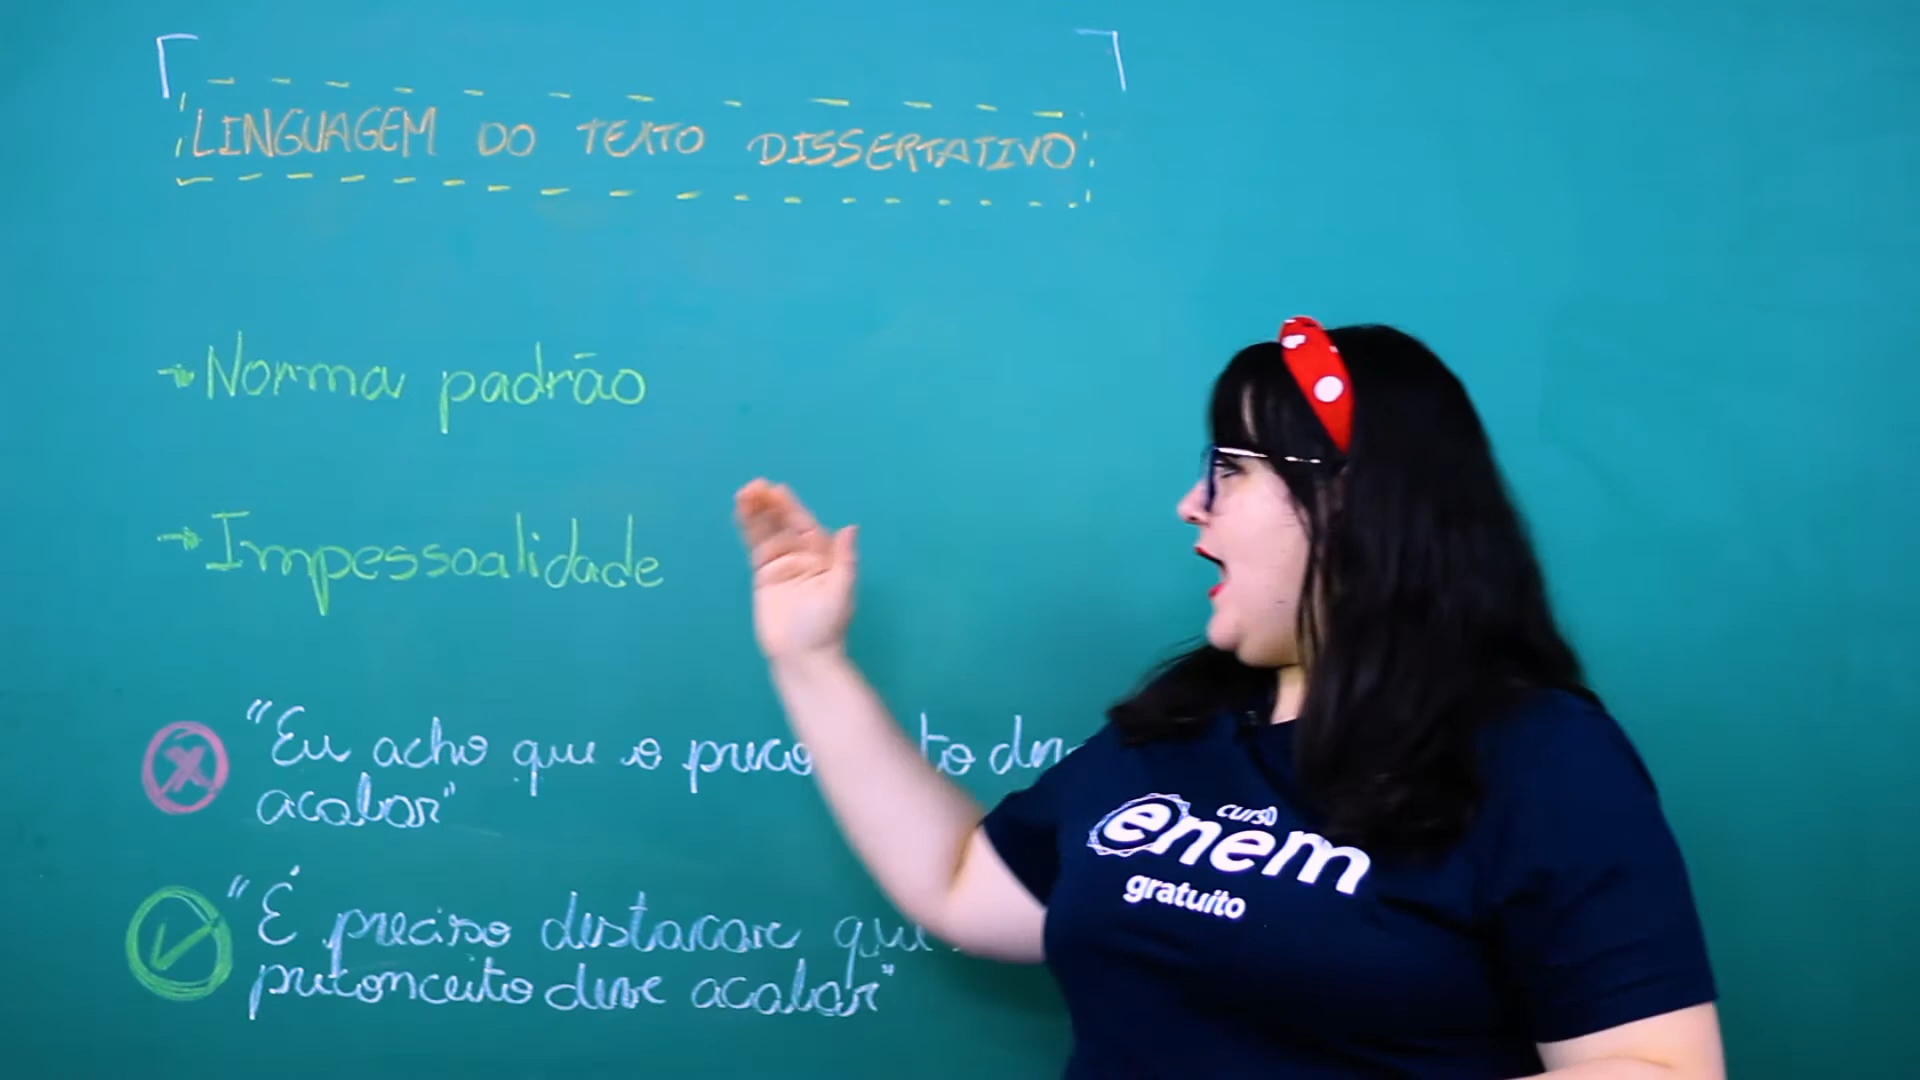 LINGUAGEM DO TEXTO DISSERTATIVO
Norma padrão
Impessoalidade
"Eu acho que o
acabar"
"É preciso destacar que
preconceito deve acabar"
curso
enem
gratuito